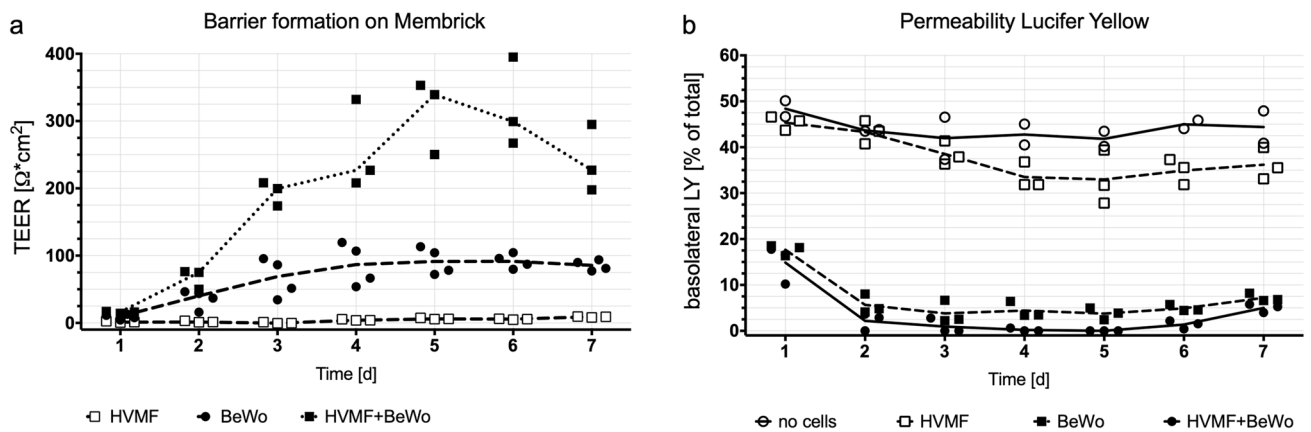 a
Barrier formation on Membrick
TEER [Ω*cm²]
400
300
200
100
0
1 2 3 4 5 6 7
Time [d]
HVMF BeWo HVMF+BeWo
b
Permeability Lucifer Yellow
basolateral LY [% of total]
60
50
40
30
20
10
0
1 2 3 4 5 6 7
Time [d]
no cells HVMF BeWo HVMF+BeWo